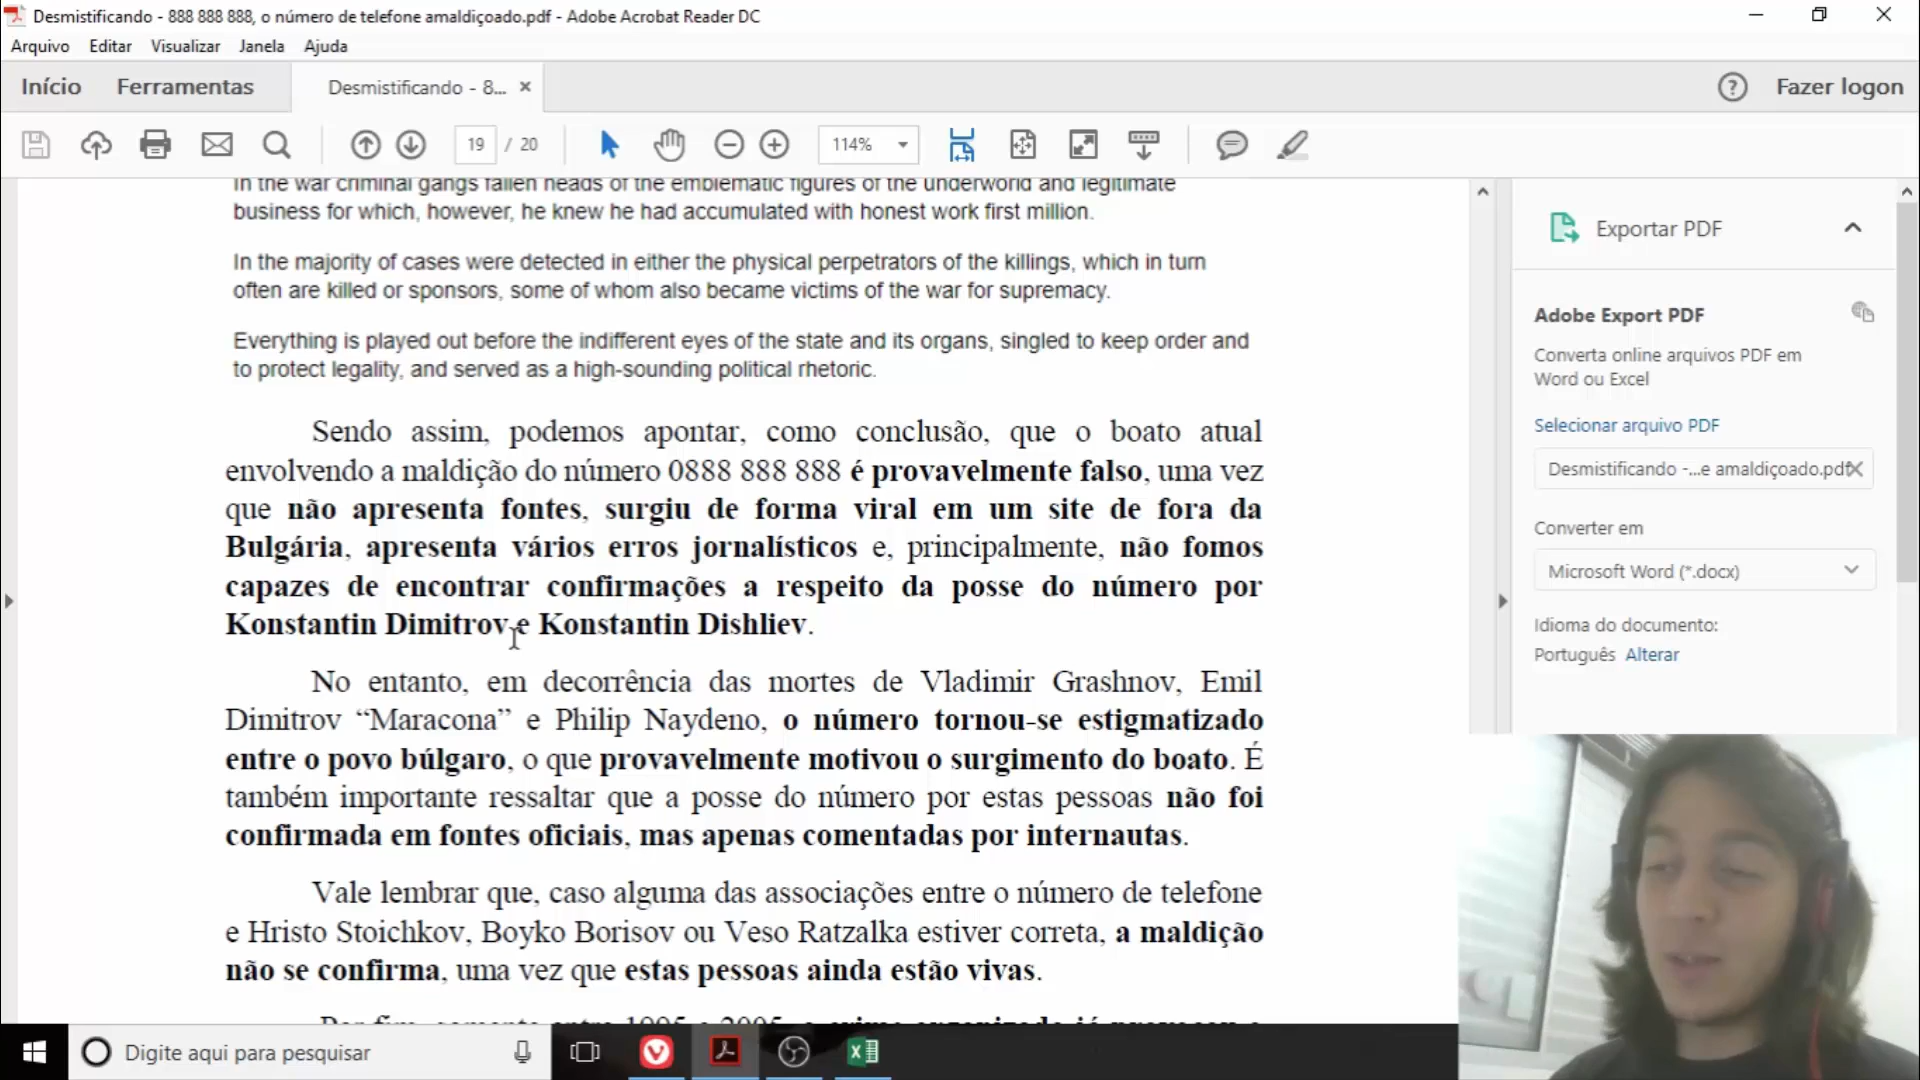 Desmistificando - 888 888 888, o número de telefone amaldiçoado.pdf - Adobe Acrobat Reader DC
Arquivo Editar Visualizar Janela Ajuda
Início Ferramentas Desmistificando - 8... × Fazer logon
19 / 20 114%
In the war criminal gangs fallen heads of the emblematic figures of the underworld and legitimate
business for which, however, he knew he had accumulated with honest work first million.
In the majority of cases were detected in either the physical perpetrators of the killings, which in turn
often are killed or sponsors, some of whom also became victims of the war for supremacy.
Everything is played out before the indifferent eyes of the state and its organs, singled to keep order and
to protect legality, and served as a high-sounding political rhetoric.
Sendo assim, podemos apontar, como conclusão, que o boato atual
envolvendo a maldição do número 0888 888 888 é provavelmente falso, uma vez
que não apresenta fontes, surgiu de forma viral em um site de fora da
Bulgária, apresenta vários erros jornalísticos e, principalmente, não fomos
capazes de encontrar confirmações a respeito da posse do número por
Konstantin Dimitrov e Konstantin Dishliev.
No entanto, em decorrência das mortes de Vladimir Grashnov, Emil
Dimitrov “Maracona” e Philip Naydeno, o número tornou-se estigmatizado
entre o povo búlgaro, o que provavelmente motivou o surgimento do boato. É
também importante ressaltar que a posse do número por estas pessoas não foi
confirmada em fontes oficiais, mas apenas comentadas por internautas.
Vale lembrar que, caso alguma das associações entre o número de telefone
e Hristo Stoichkov, Boyko Borisov ou Veso Ratzalka estiver correta, a maldição
não se confirma, uma vez que estas pessoas ainda estão vivas.
Exportar PDF
Adobe Export PDF
Converta online arquivos PDF em
Word ou Excel
Selecionar arquivo PDF
Desmistificando -...e amaldiçoado.pdf
Converter em
Microsoft Word (*.docx)
Idioma do documento:
Português Alterar
Digite aqui para pesquisar